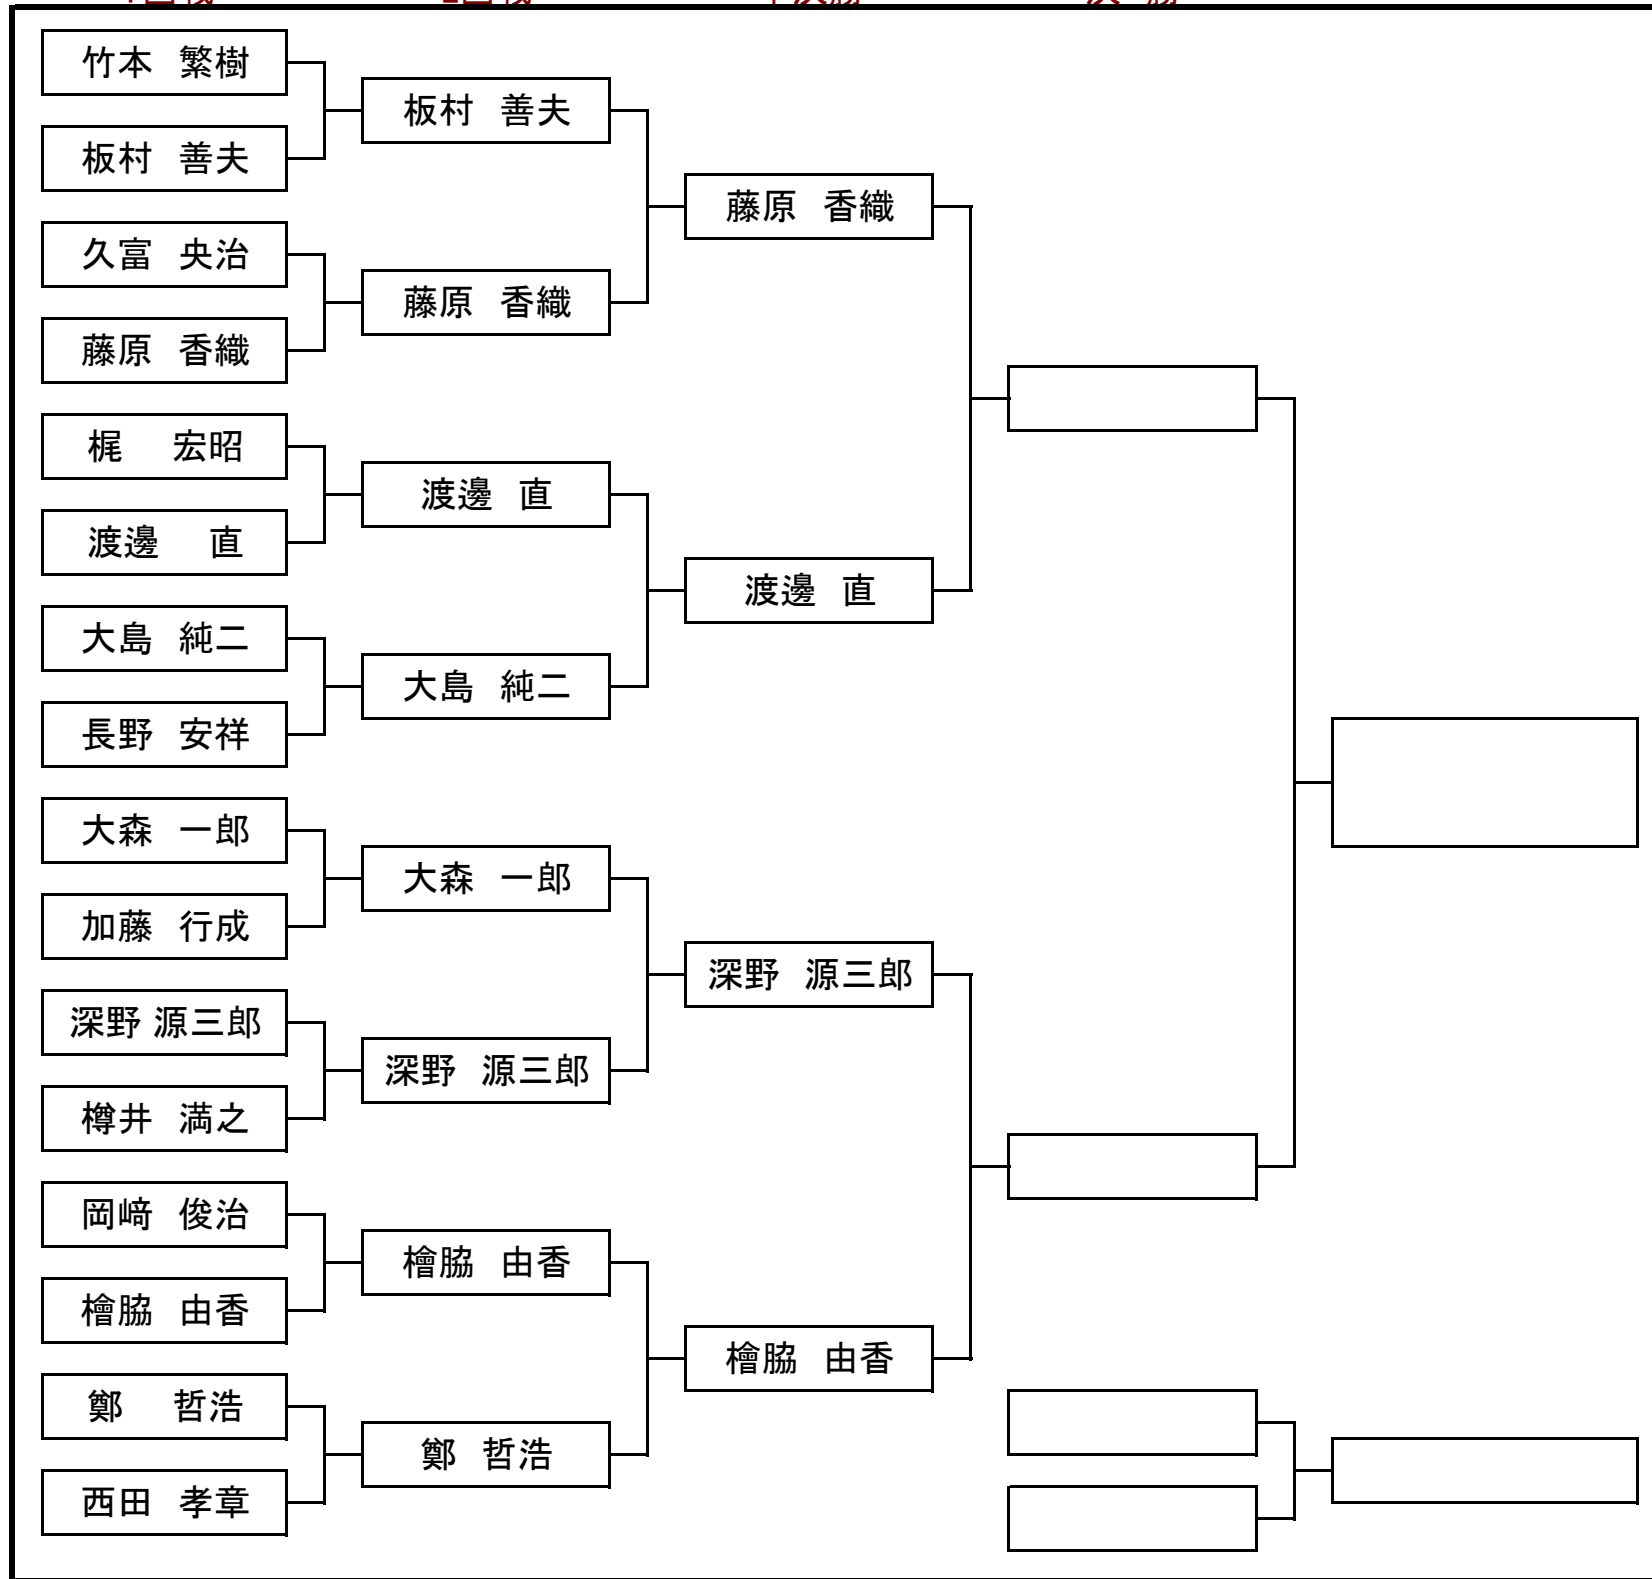 竹本 繁樹
板村 善夫
久富 央治
藤原 香織
梶 宏昭
渡邊 直
大島 純二
長野 安祥
大森 一郎
加藤 行成
深野 源三郎
樽井 満之
岡﨑 俊治
檜脇 由香
鄭 哲浩
西田 孝章
板村 善夫
藤原 香織
渡邊 直
大島 純二
大森 一郎
深野 源三郎
檜脇 由香
鄭 哲浩
藤原 香織
渡邊 直
深野 源三郎
檜脇 由香